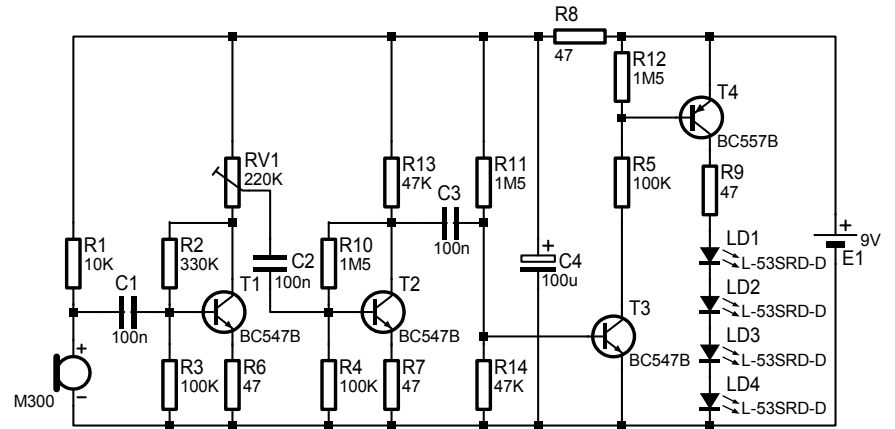 R8
47
R12
1M5
T4
BC557B
RV1
220K
R13
47K
R11
1M5
R5
100K
R9
47
C3
100n
R1
10K
R2
330K
C1
100n
C2
100n
R10
1M5
C4
100u
+
LD1
L-53SRD-D
LD2
L-53SRD-D
LD3
L-53SRD-D
LD4
L-53SRD-D
+
9V
E1
T1
BC547B
T2
BC547B
T3
BC547B
M300
+
–
R3
100K
R6
47
R4
100K
R7
47
R14
47K